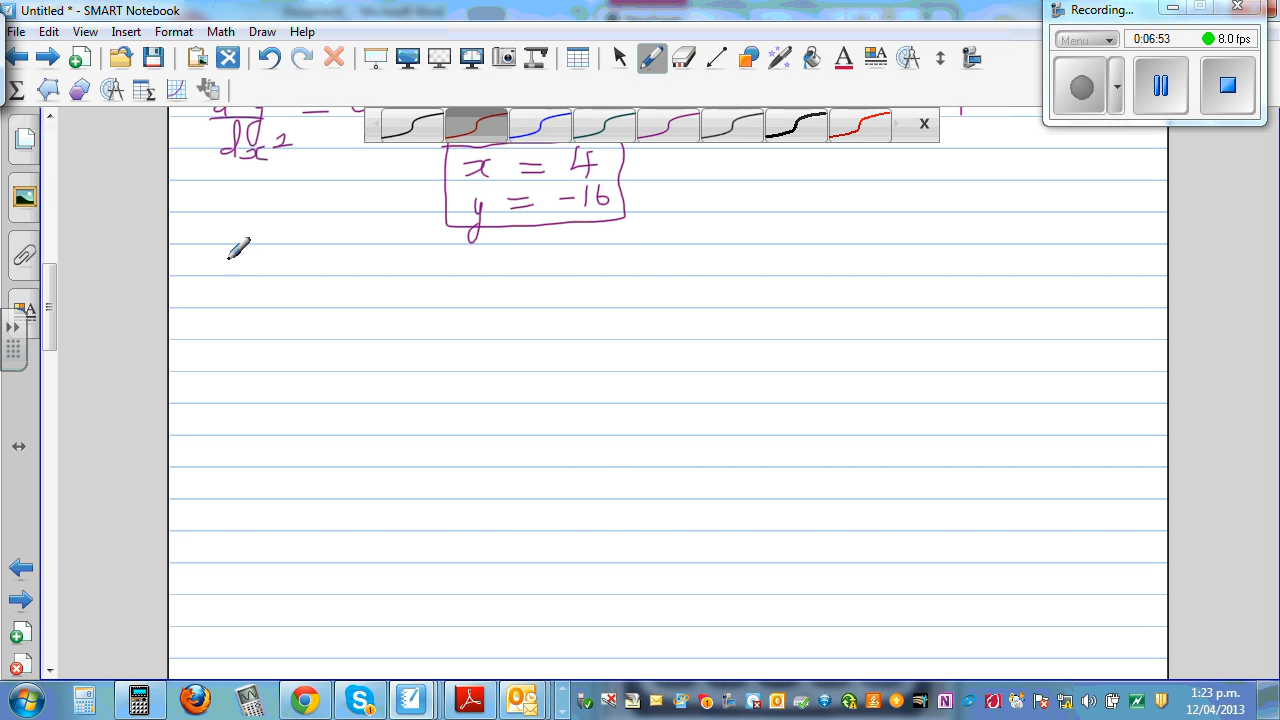 Untitled * - SMART Notebook
File Edit View Insert Format Math Draw Help
Recording...
Menu
0:06:53
8.0 fps
=
dx²
x = 4
y = -16
x
1:23 p.m.
12/04/2013